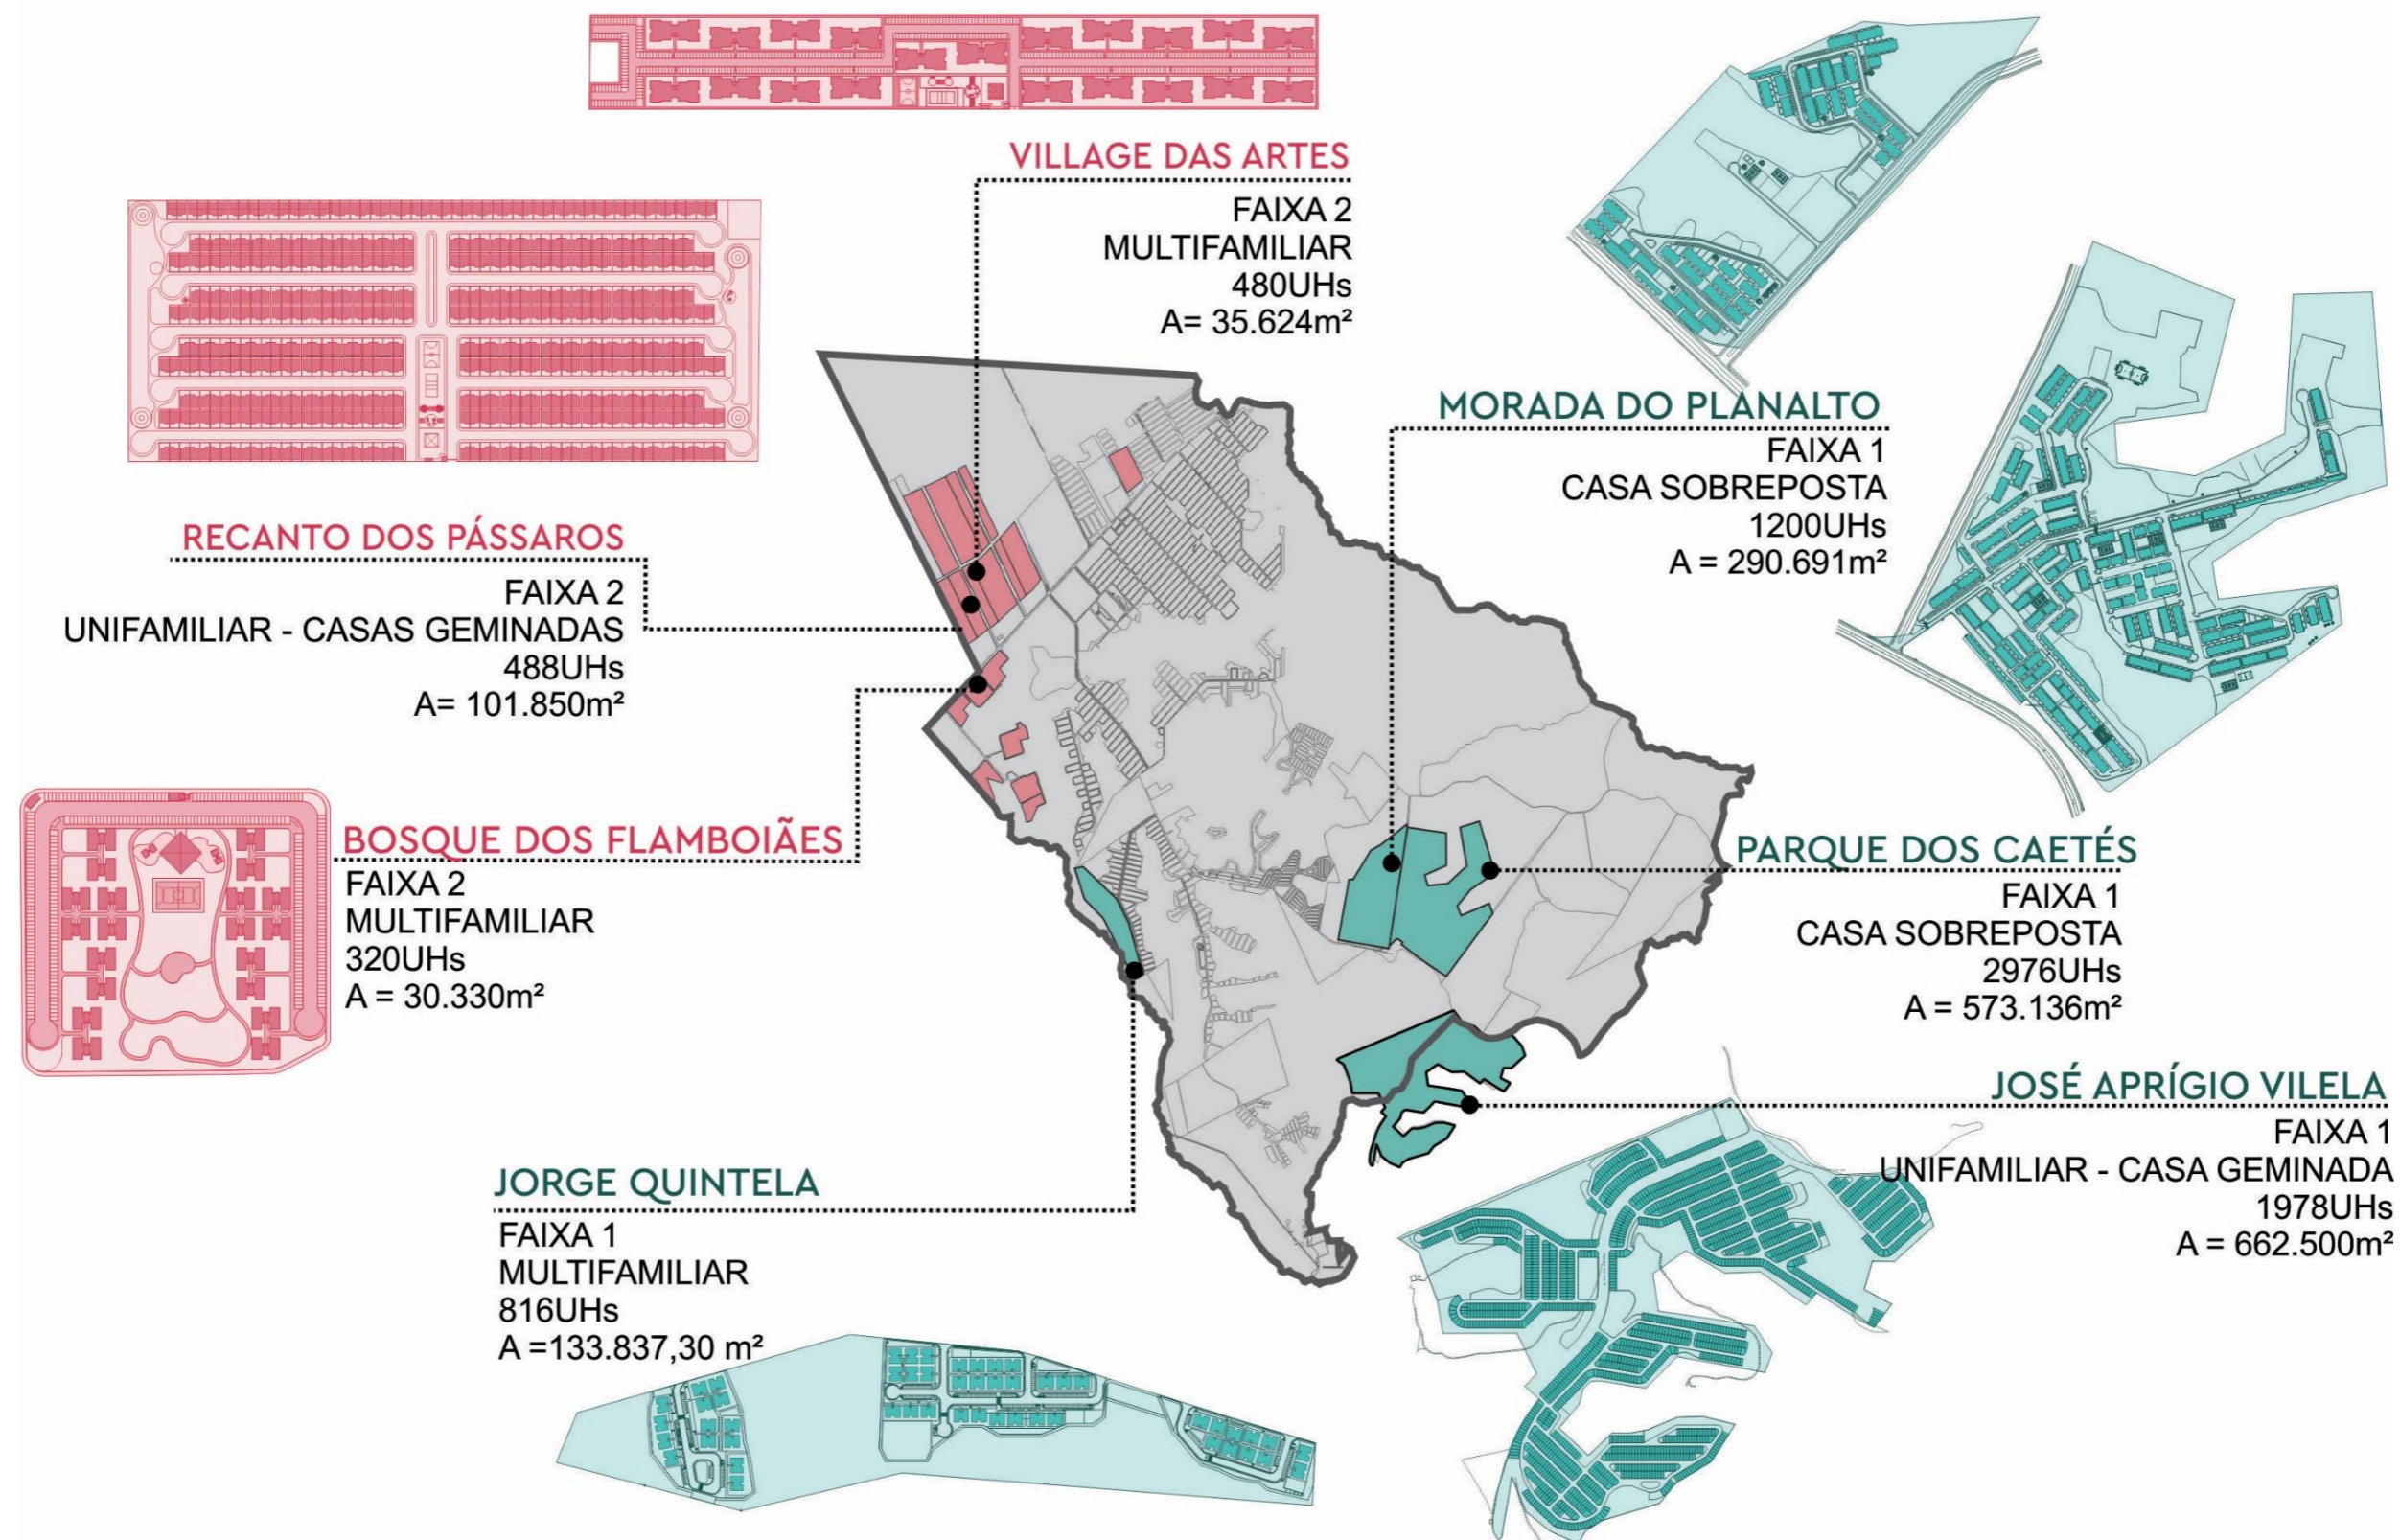 VILLAGE DAS ARTES
FAIXA 2
MULTIFAMILIAR
480UHs
A= 35.624m²
MORADA DO PLANALTO
FAIXA 1
CASA SOBREPOSTA
1200UHs
A = 290.691m²
RECANTO DOS PÁSSAROS
FAIXA 2
UNIFAMILIAR - CASAS GEMINADAS
488UHs
A= 101.850m²
BOSQUE DOS FLAMBOIÃES
FAIXA 2
MULTIFAMILIAR
320UHs
A = 30.330m²
PARQUE DOS CAETÉS
FAIXA 1
CASA SOBREPOSTA
2976UHs
A = 573.136m²
JOSÉ APRÍGIO VILELA
FAIXA 1
UNIFAMILIAR - CASA GEMINADA
1978UHs
A = 662.500m²
JORGE QUINTELA
FAIXA 1
MULTIFAMILIAR
816UHs
A =133.837,30 m²